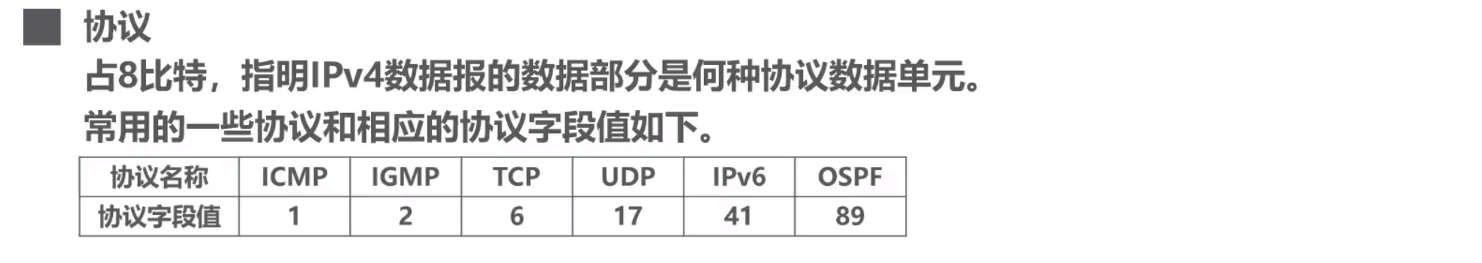 协议
占8比特，指明IPv4数据报的数据部分是何种协议数据单元。
常用的一些协议和相应的协议字段值如下。
协议名称 ICMP IGMP TCP UDP IPv6 OSPF
协议字段值 1 2 6 17 41 89